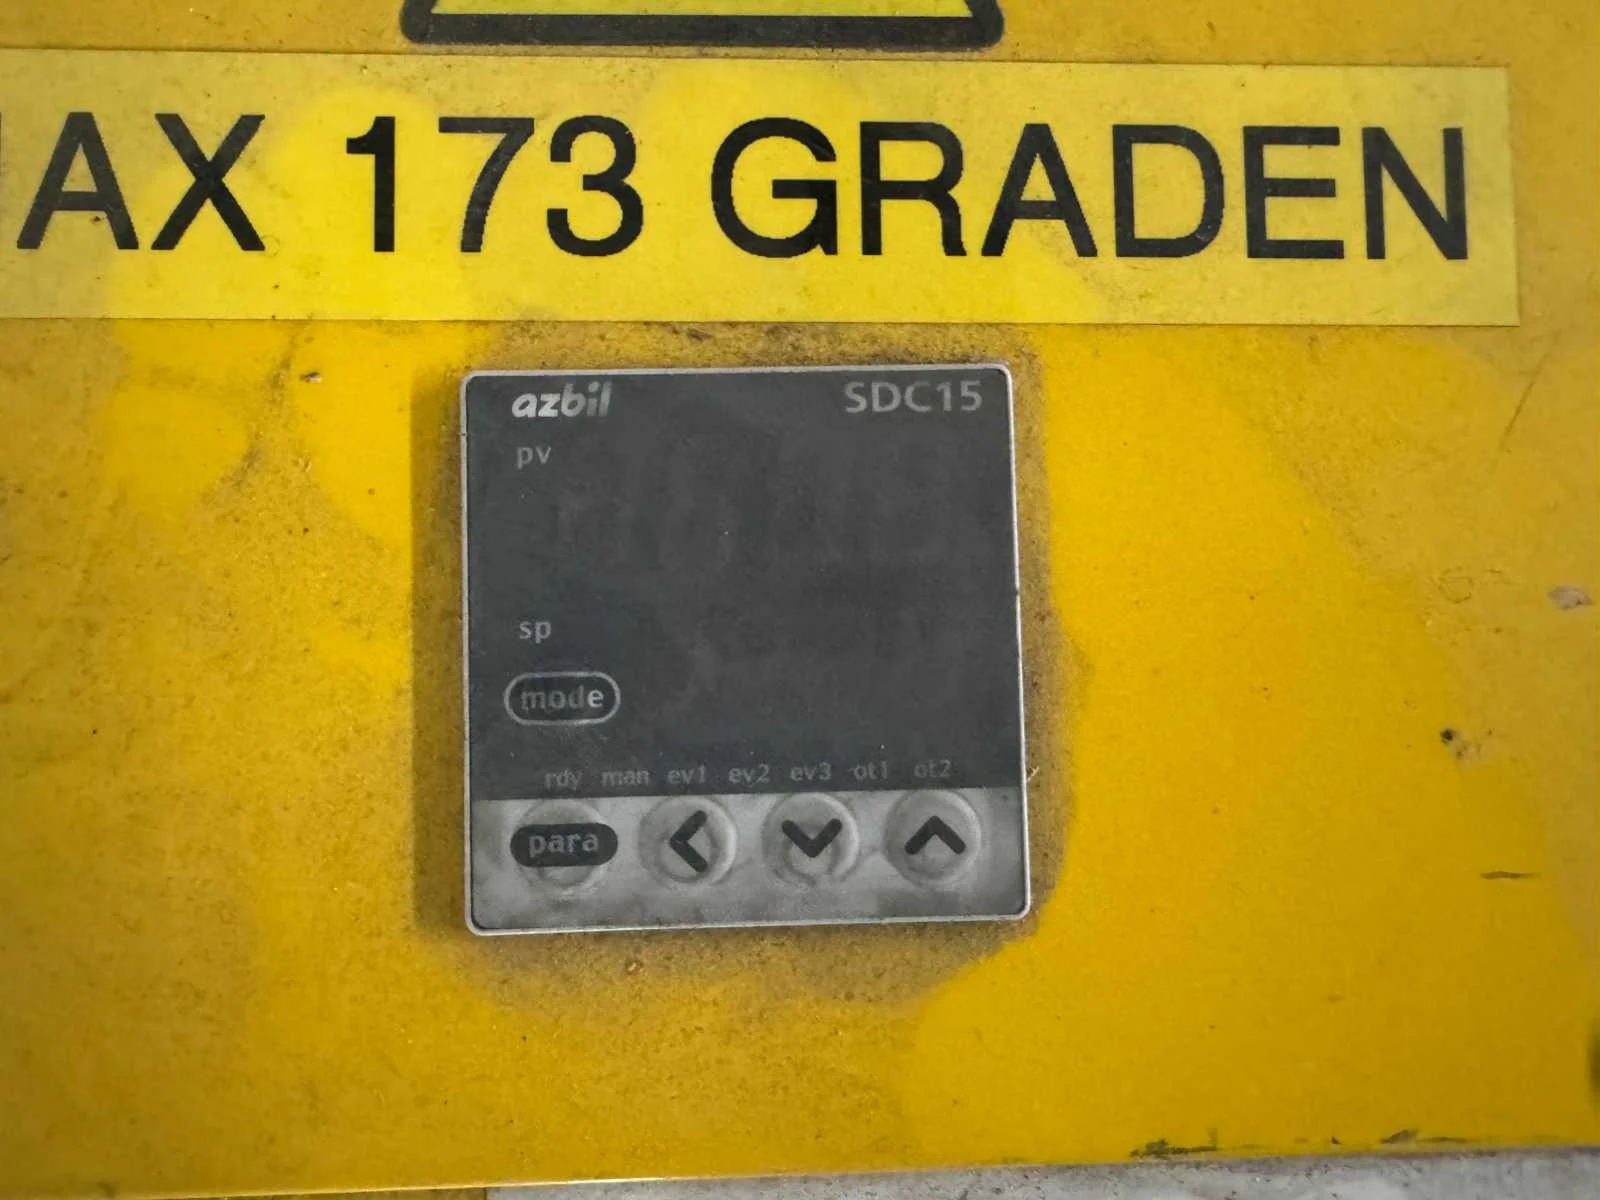 AX 173 GRADEN
azbil SDC15
pv
sp
mode
rdy man ev1 ev2 ev3 ot1 ot2
para